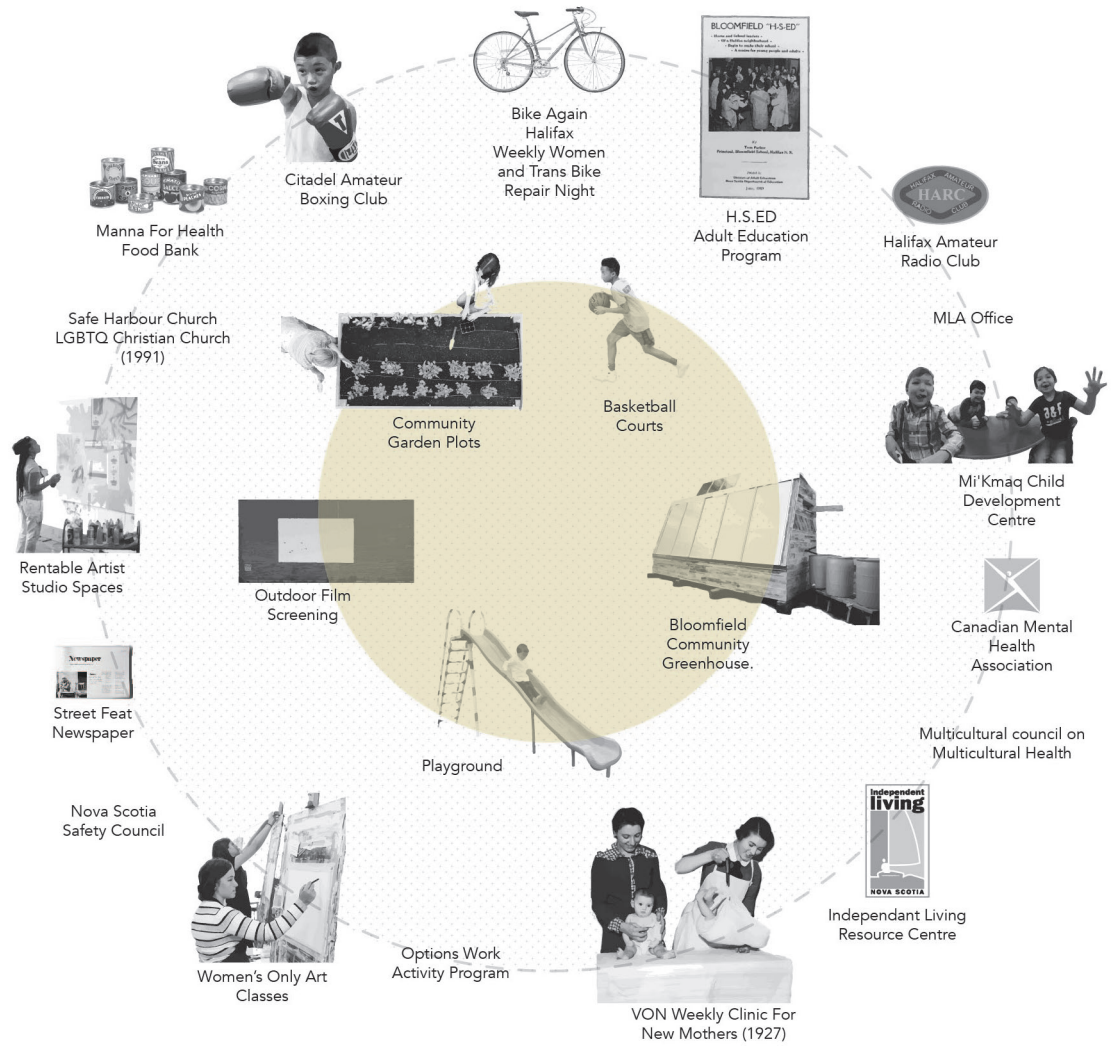 Bike Again
Halifax
Weekly Women
and Trans Bike
Repair Night
BLOOMFIELD "H-S-ED"
H.S.ED
Adult Education
Program
Citadel Amateur
Boxing Club
Manna For Health
Food Bank
HALIFAX AMATEUR
HARC
RADIO CLUB
Halifax Amateur
Radio Club
Safe Harbour Church
LGBTQ Christian Church
(1991)
MLA Office
Community
Garden Plots
Basketball
Courts
Mi'Kmaq Child
Development
Centre
Rentable Artist
Studio Spaces
Outdoor Film
Screening
Bloomfield
Community
Greenhouse.
Canadian Mental
Health
Association
Newspaper
Street Feat
Newspaper
Playground
Multicultural council on
Multicultural Health
Nova Scotia
Safety Council
Independent
living
NOVA SCOTIA
Independant Living
Resource Centre
Women's Only Art
Classes
Options Work
Activity Program
VON Weekly Clinic For
New Mothers (1927)